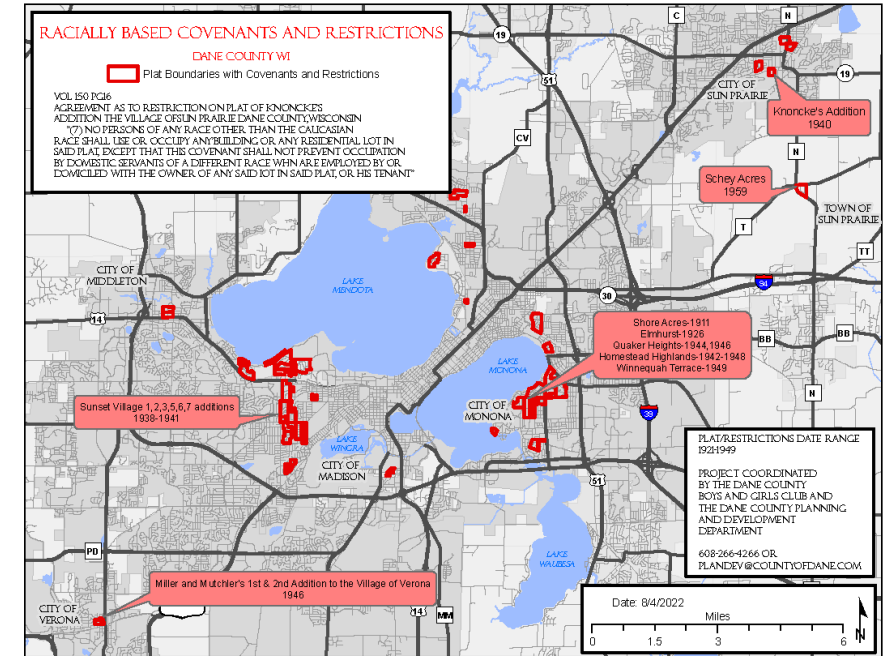 RACIALLY BASED COVENANTS AND RESTRICTIONS
DANE COUNTY WI
Plat Boundaries with Covenants and Restrictions
VOL 150 PG16
AGREEMENT AS TO RESTRICTION ON PLAT OF KNONCKE'S
ADDITION THE VILLAGE OFSUN PRAIRIE DANE COUNTY,WISCONSIN
"(7) NO PERSONS OF ANY RACE OTHER THAN THE CAUCASIAN
RACE SHALL USE OR OCCUPY ANYBUILDING OR ANY RESIDENTIAL LOT IN
SAID PLAT, EXCEPT THAT THIS COVENANT SHALL NOT PREVENT OCCUPATION
BY DOMESTIC SERVANTS OF A DIFFERENT RACE WHN ARE EMPLOYED BY OR
DOMICILED WITH THE OWNER OF ANY SAID LOT IN SAID PLAT, OR HIS TENANT"
C
N
19
51
19
CITY OF
SUN PRAIRIE
Knoncke's Addition
1940
CV
N
Schey Acres
1959
TOWN OF
SUN PRAIRIE
T
TT
CITY OF
MIDDLETON
LAKE
MENDOTA
94
30
14
Shore Acres-1911
Elmhurst-1926
Quaker Heights-1944,1946
Homestead Highlands-1942-1948
Winnequah Terrace-1949
BB
BB
LAKE
MONONA
N
Sunset Village 1,2,3,5,6,7 additions
1938-1941
CITY OF
MONONA
39
LAKE
WINGRA
CITY OF
MADISON
51
PLAT/RESTRICTIONS DATE RANGE
1921-1949
PROJECT COORDINATED
BY THE DANE COUNTY
BOYS AND GIRLS CLUB AND
THE DANE COUNTY PLANNING
AND DEVELOPMENT
DEPARTMENT
608-266-4266 OR
PLANDEV@COUNTYOFDANE.COM
PD
LAKE
WAUBESA
Miller and Mutchler's 1st & 2nd Addition to the Village of Verona
1946
CITY OF
VERONA
14
MM
Date: 8/4/2022
Miles
0 1.5 3 6
N